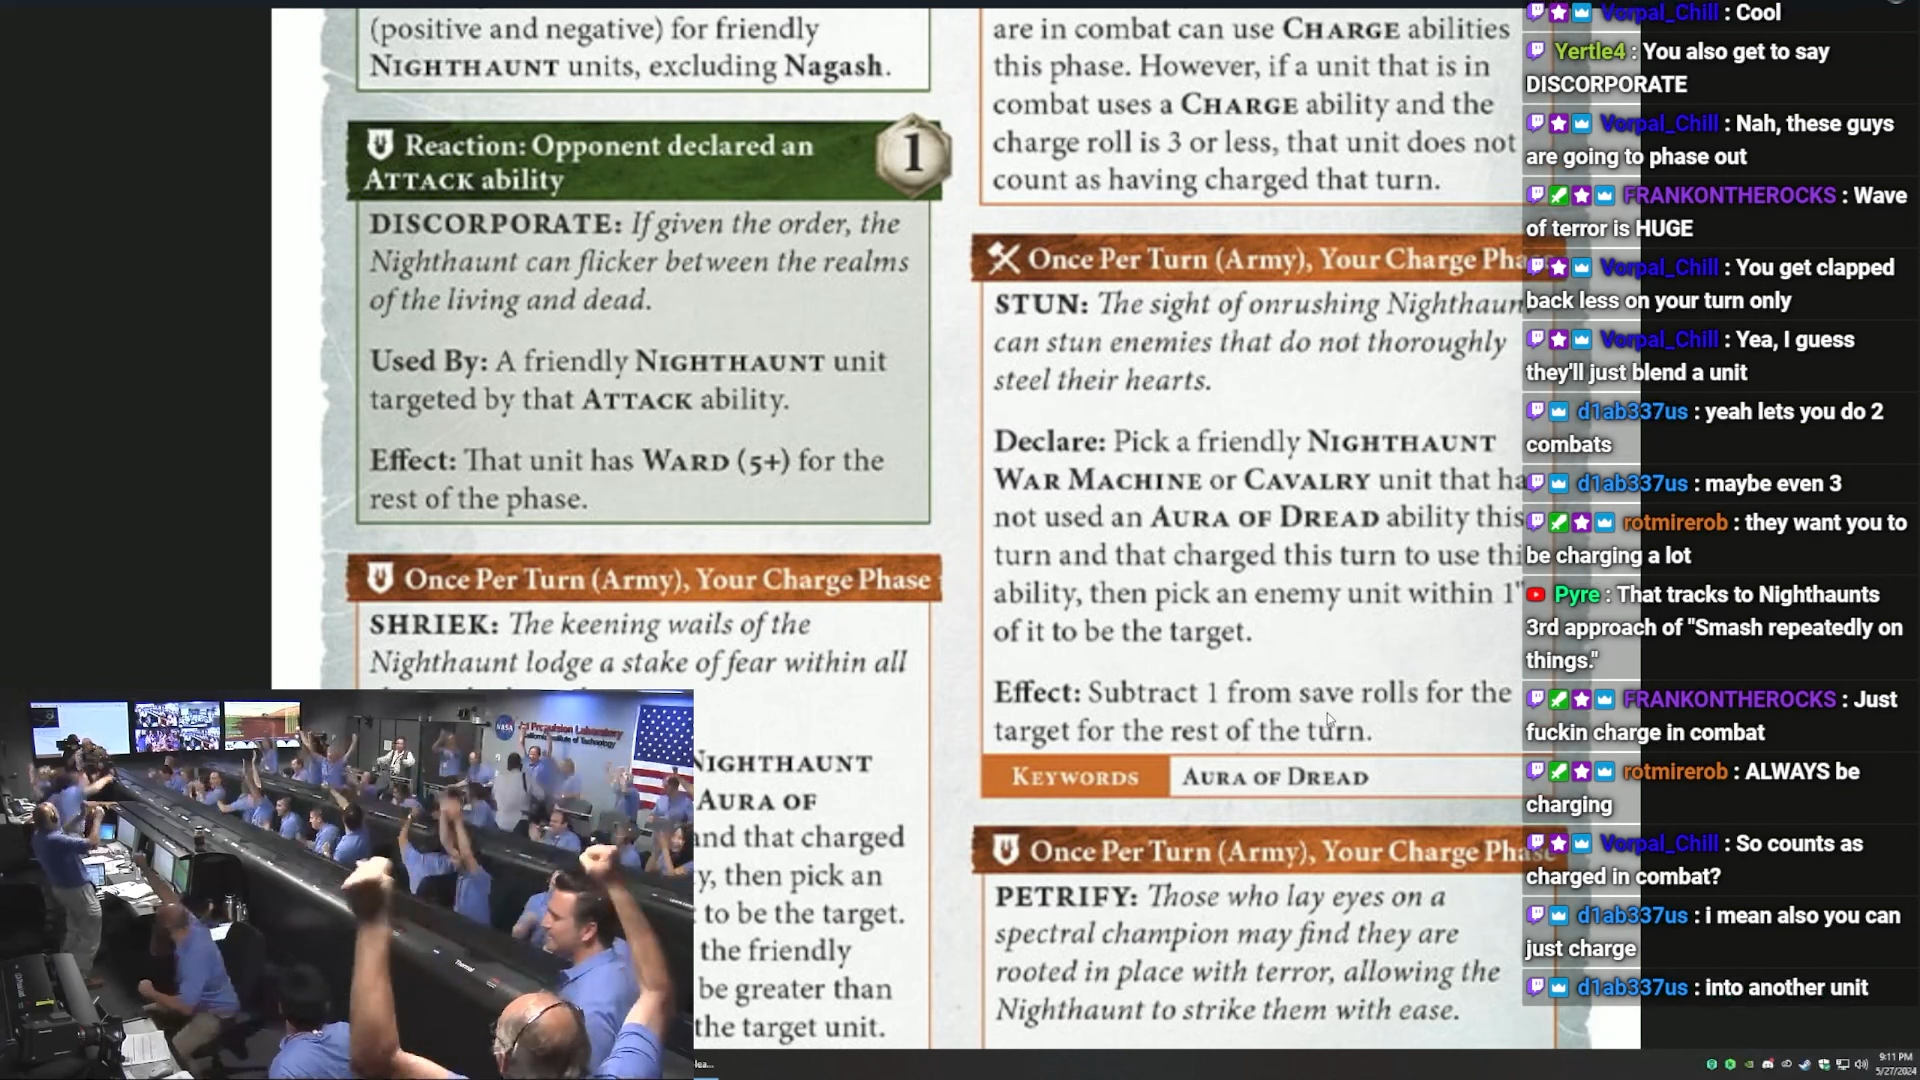 (positive and negative) for friendly
NIGHTHAUNT units, excluding Nagash.
Reaction: Opponent declared an
ATTACK ability
1
DISCORPORATE: If given the order, the
Nighthaunt can flicker between the realms
of the living and dead.
Used By: A friendly NIGHTHAUNT unit
targeted by that ATTACK ability.
Effect: That unit has WARD (5+) for the
rest of the phase.
Once Per Turn (Army), Your Charge Phase
SHRIEK: The keening wails of the
Nighthaunt lodge a stake of fear within all
NIGHTHAUNT
AURA OF
and that charged
y, then pick an
to be the target.
the friendly
be greater than
the target unit.
are in combat can use CHARGE abilities
this phase. However, if a unit that is in
combat uses a CHARGE ability and the
charge roll is 3 or less, that unit does not
count as having charged that turn.
Once Per Turn (Army), Your Charge Pha
STUN: The sight of onrushing Nighthaun
can stun enemies that do not thoroughly
steel their hearts.
Declare: Pick a friendly NIGHTHAUNT
WAR MACHINE or CAVALRY unit that ha
not used an AURA OF DREAD ability this
turn and that charged this turn to use thi
ability, then pick an enemy unit within 1"
of it to be the target.
Effect: Subtract 1 from save rolls for the
target for the rest of the turn.
KEYWORDS AURA OF DREAD
Once Per Turn (Army), Your Charge Phase
PETRIFY: Those who lay eyes on a
spectral champion may find they are
rooted in place with terror, allowing the
Nighthaunt to strike them with ease.
Vorpal_Chill : Cool
Yertle4 : You also get to say
DISCORPORATE
Vorpal_Chill : Nah, these guys
are going to phase out
FRANKONTHEROCKS : Wave
of terror is HUGE
Vorpal_Chill : You get clapped
back less on your turn only
Vorpal_Chill : Yea, I guess
they'll just blend a unit
d1ab337us : yeah lets you do 2
combats
d1ab337us : maybe even 3
rotmirerob : they want you to
be charging a lot
Pyre : That tracks to Nighthaunts
3rd approach of "Smash repeatedly on
things."
FRANKONTHEROCKS : Just
fuckin charge in combat
rotmirerob : ALWAYS be
charging
Vorpal_Chill : So counts as
charged in combat?
d1ab337us : i mean also you can
just charge
d1ab337us : into another unit
NASA
Jet Propulsion Laboratory
California Institute of Technology
9:11 PM
5/27/2024